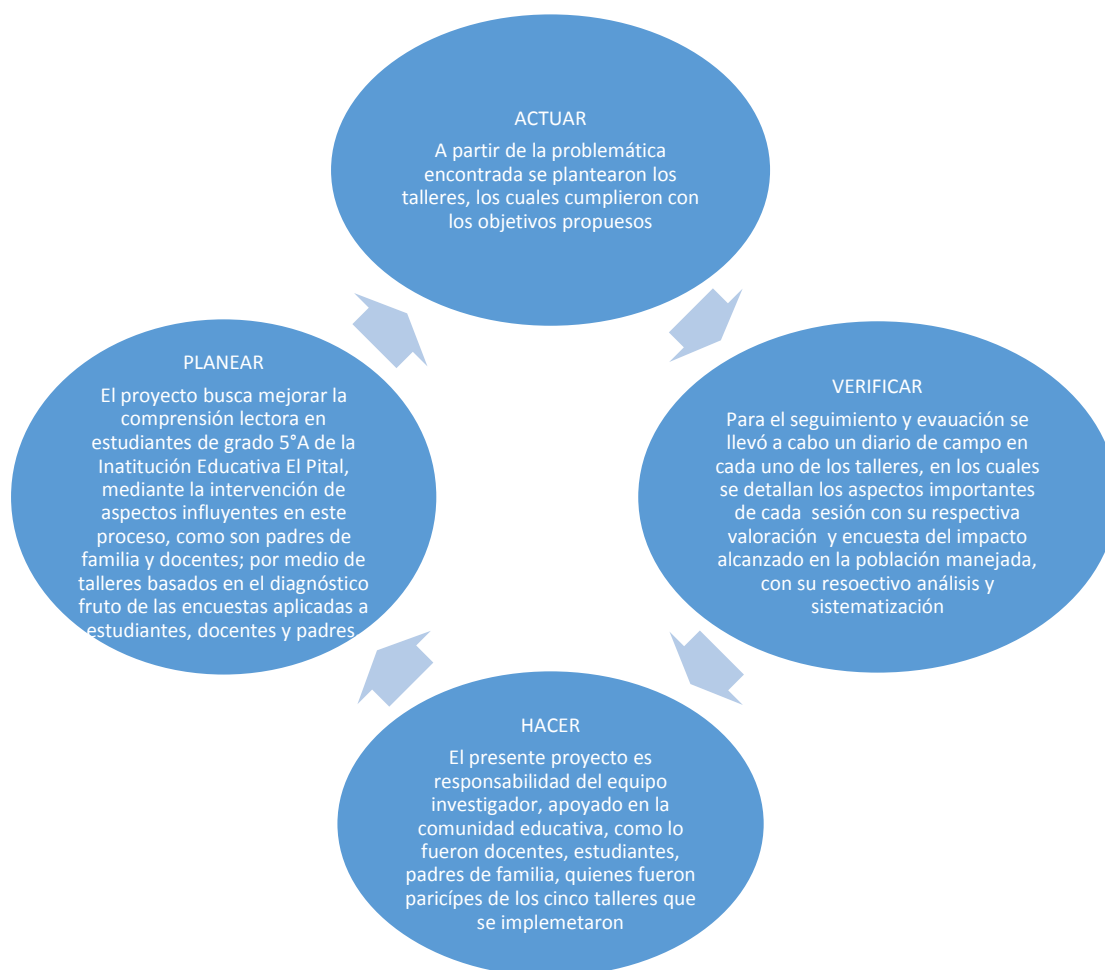 ACTUAR
A partir de la problemática
encontrada se plantearon los
talleres, los cuales cumplieron con
los objetivos propuestos
PLANEAR
El proyecto busca mejorar la
comprensión lectora en
estudiantes de grado 5°A de la
Inatitución Educativa El Pital,
mediante la intervención de
aspectos influyentes en este
proceso, como son padres de
familia y docentes; por medio de
talleres basados en el diagnóstico
fruto de las encuestas aplicadas a
estudiantes, docentes y padres.
VERIFICAR
Para el seguimiento y evauación se
llevó a cabo un diario de campo en
cada uno de los talleres, en los cuales
se detallan los aspectos importantes
de cada sesión con su respectiva
valoración y encuesta del impacto
alcanzado en la población manejada,
con su resoectivo análisis y
sistematización
HACER
El presente proyecto es
responsabilidad del equipo
investigador, apoyado en la
comunidad educativa, como lo
fueron docentes, estudiantes,
padres de familia, quienes fueron
paricípes de los cinco talleres que
se implemetaron